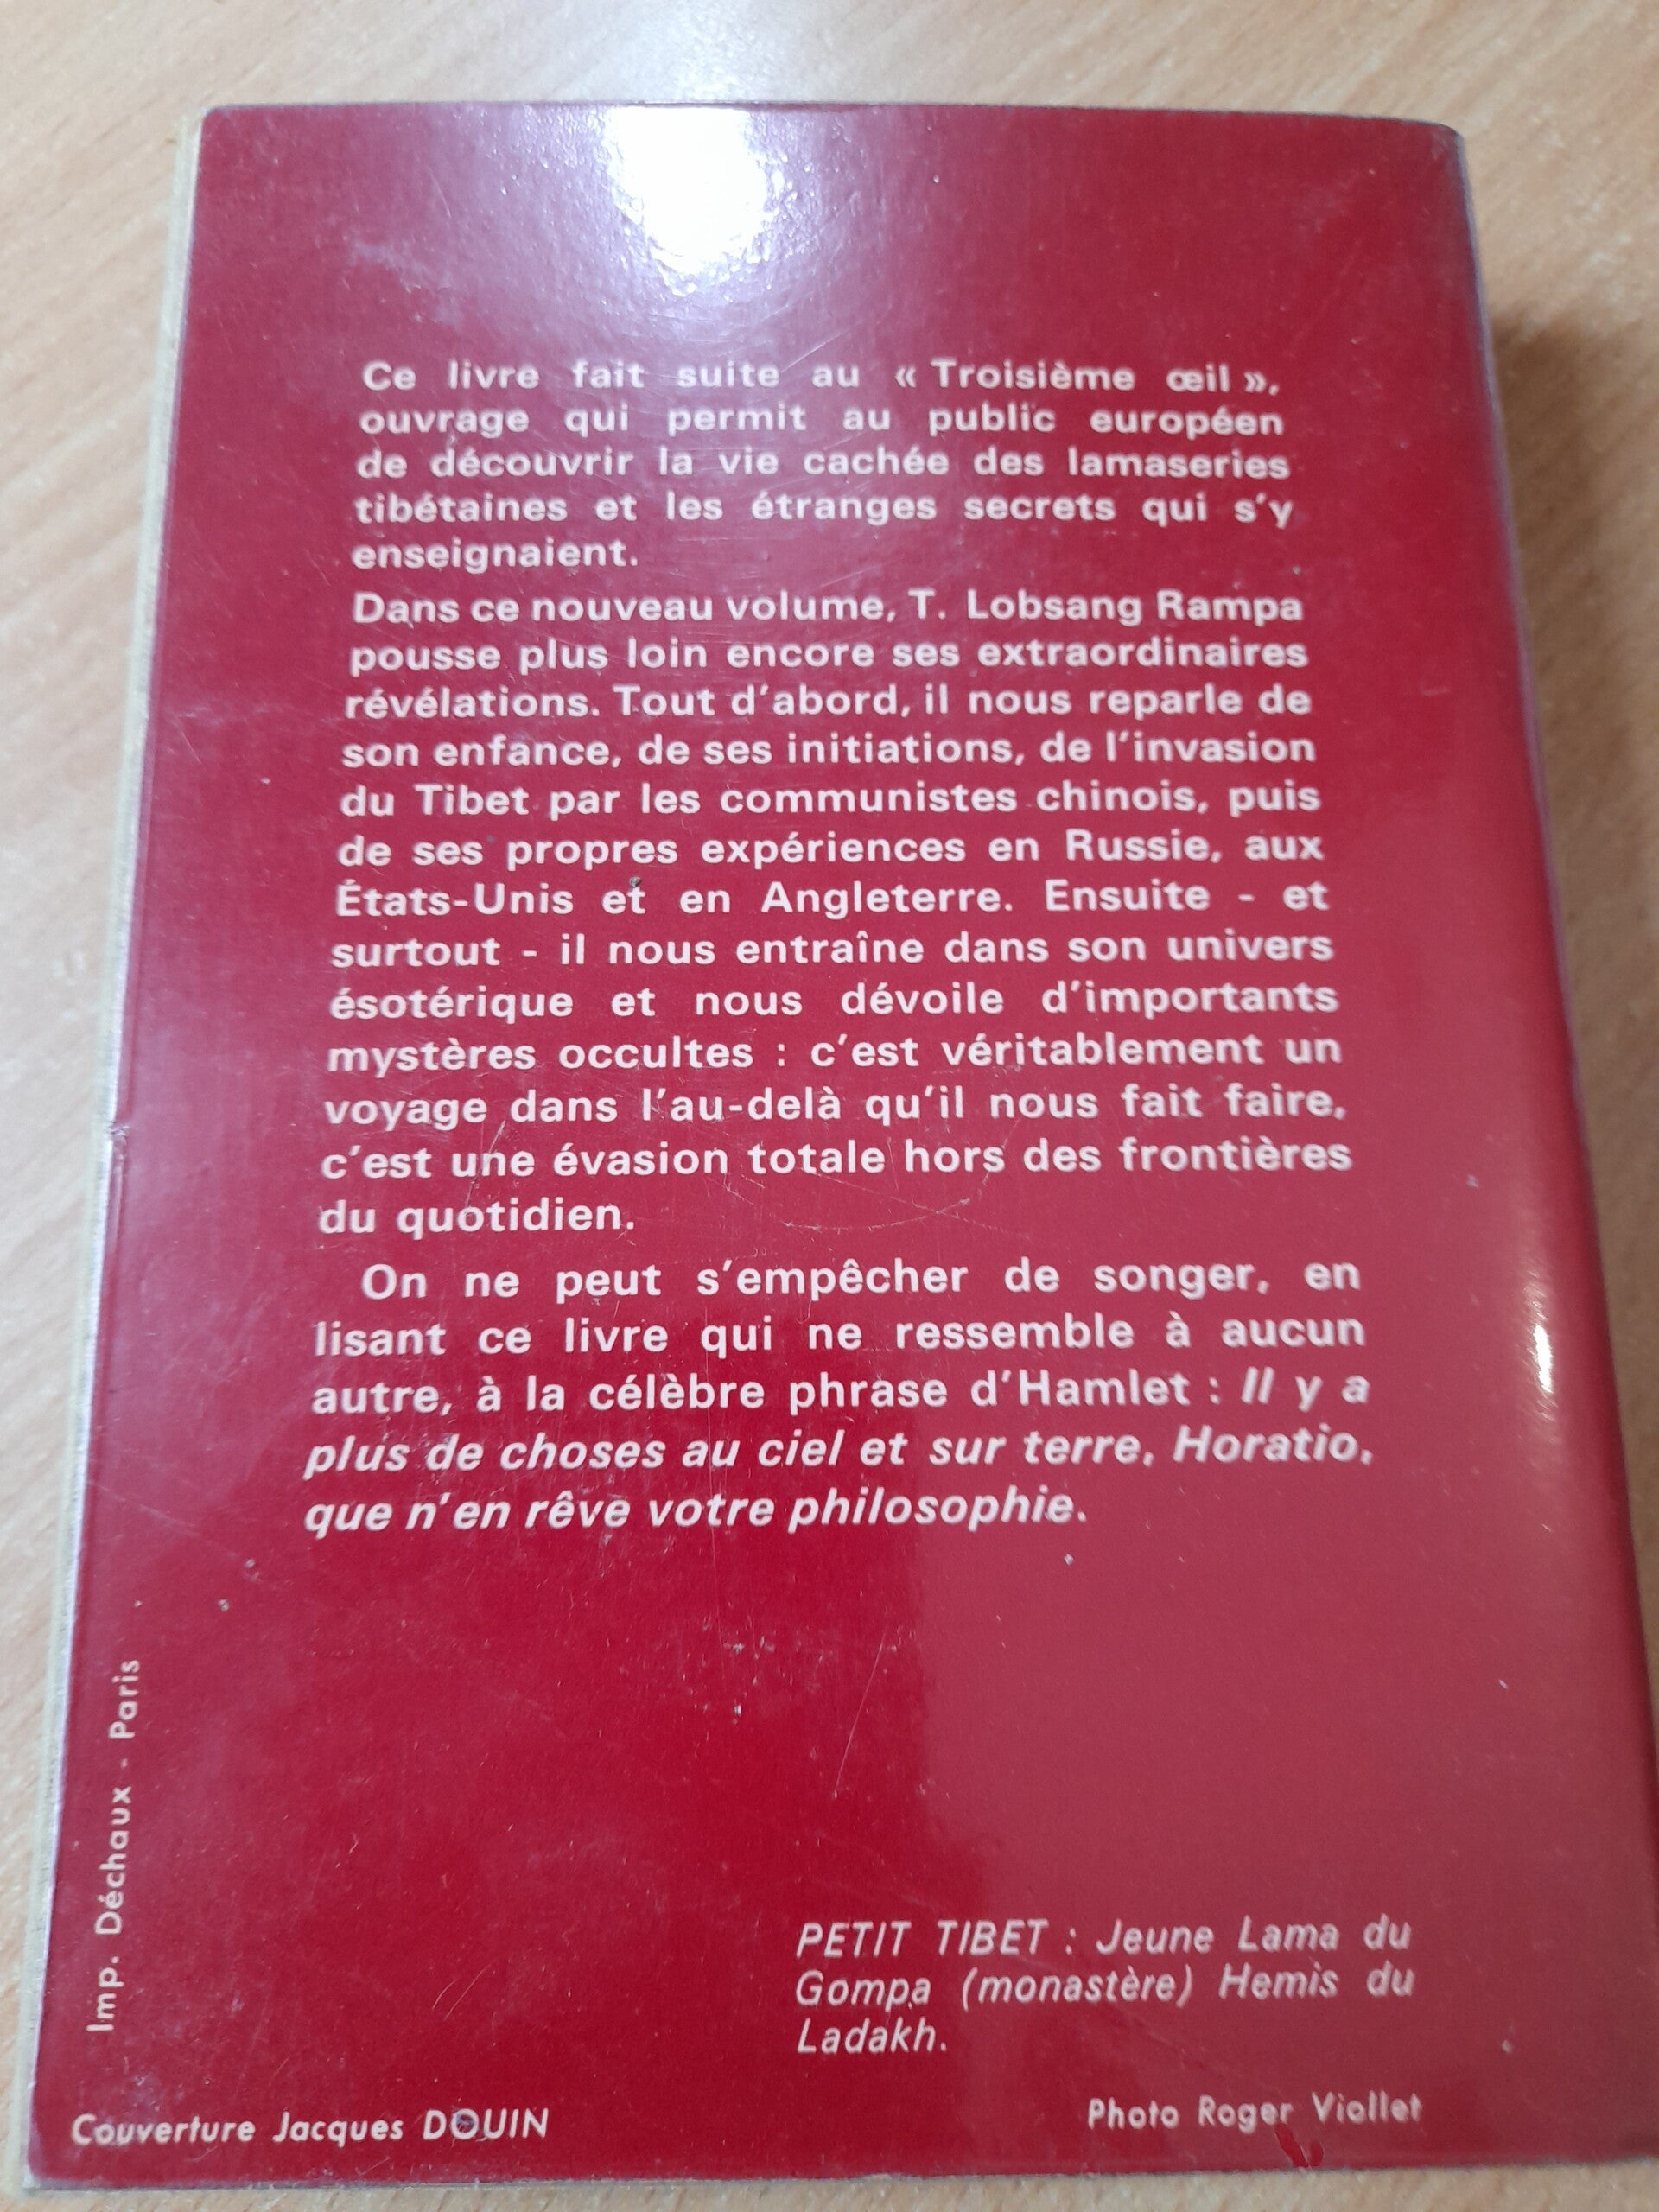 Ce livre fait suite au « Troisième œil »,
ouvrage qui permit au public européen
de découvrir la vie cachée des lamaseries
tibétaines et les étranges secrets qui s'y
enseignaient.
Dans ce nouveau volume, T. Lobsang Rampa
pousse plus loin encore ses extraordinaires
révélations. Tout d'abord, il nous reparle de
son enfance, de ses initiations, de l'invasion
du Tibet par les communistes chinois, puis
de ses propres expériences en Russie, aux
États-Unis et en Angleterre. Ensuite - et
surtout - il nous entraîne dans son univers
ésotérique et nous dévoile d'importants
mystères occultes : c'est véritablement un
voyage dans l'au-delà qu'il nous fait faire,
c'est une évasion totale hors des frontières
du quotidien.
On ne peut s'empêcher de songer, en
lisant ce livre qui ne ressemble à aucun
autre, à la célèbre phrase d'Hamlet : Il y a
plus de choses au ciel et sur terre, Horatio,
que n'en rêve votre philosophie.
Imp. Déchaux - Paris
PETIT TIBET : Jeune Lama du
Gompa (monastère) Hemis du
Ladakh.
Couverture Jacques DOUIN
Photo Roger Viollet